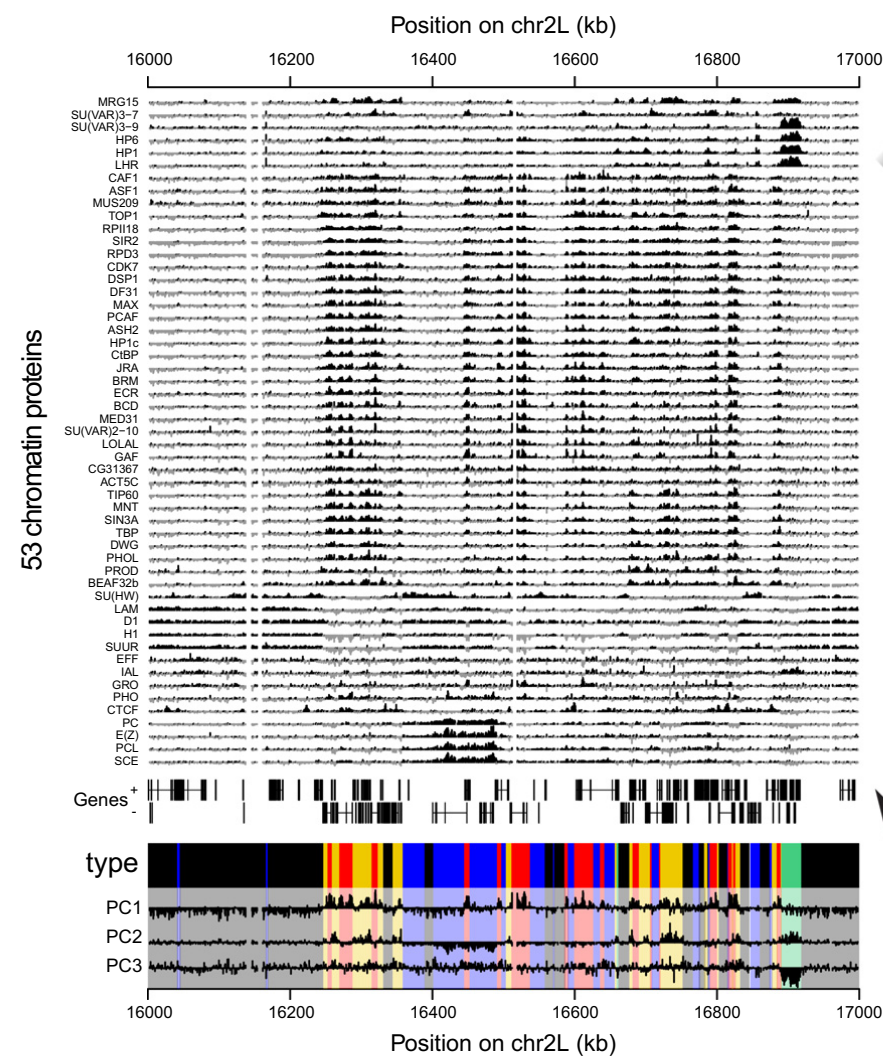 Position on chr2L (kb)
16000 16200 16400 16600 16800 17000
53 chromatin proteins
MRG15
SU(VAR)3−7
SU(VAR)3−9
HP6
HP1
LHR
CAF1
ASF1
MUS209
TOP1
RPII18
SIR2
RPD3
CDK7
DSP1
DF31
MAX
PCAF
ASH2
HP1c
CtBP
JRA
BRM
ECR
BCD
MED31
SU(VAR)2−10
LOLAL
GAF
CG31367
ACT5C
TIP60
MNT
SIN3A
TBP
DWG
PHOL
PROD
BEAF32b
SU(HW)
LAM
D1
H1
SUUR
EFF
IAL
GRO
PHO
CTCF
PC
E(Z)
PCL
SCE
Genes +
-
type
PC1
PC2
PC3
16000 16200 16400 16600 16800 17000
Position on chr2L (kb)